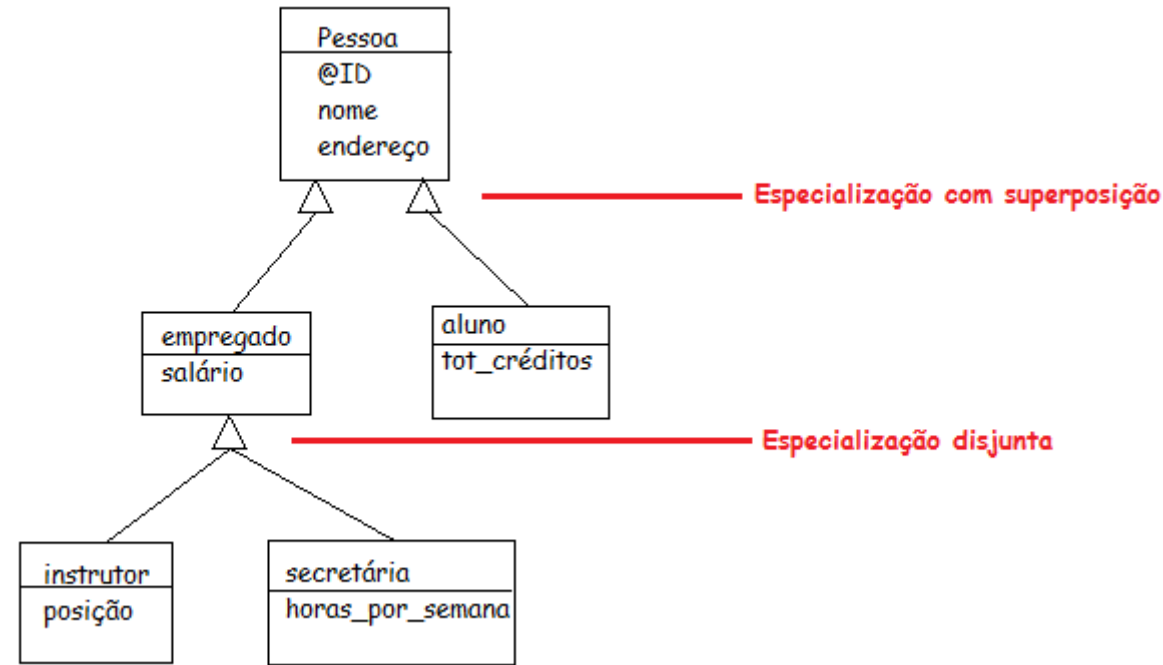 Pessoa
@ID
nome
endereço
Especialização com superposição
empregado
salário
aluno
tot_créditos
Especialização disjunta
instrutor
posição
secretária
horas_por_semana